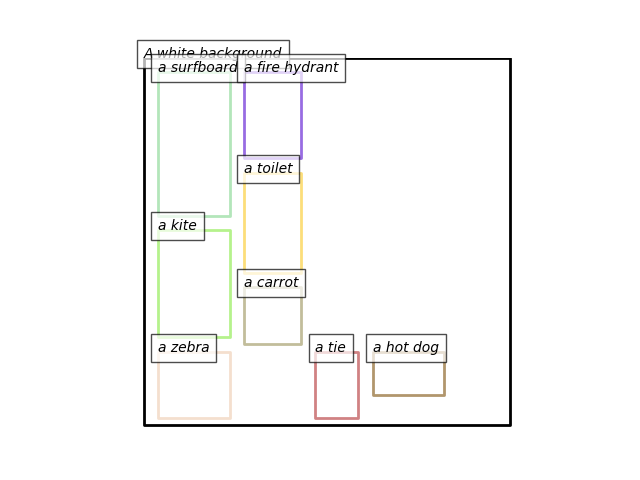 A white background
a surfboard
a fire hydrant
a toilet
a kite
a carrot
a zebra
a tie
a hot dog